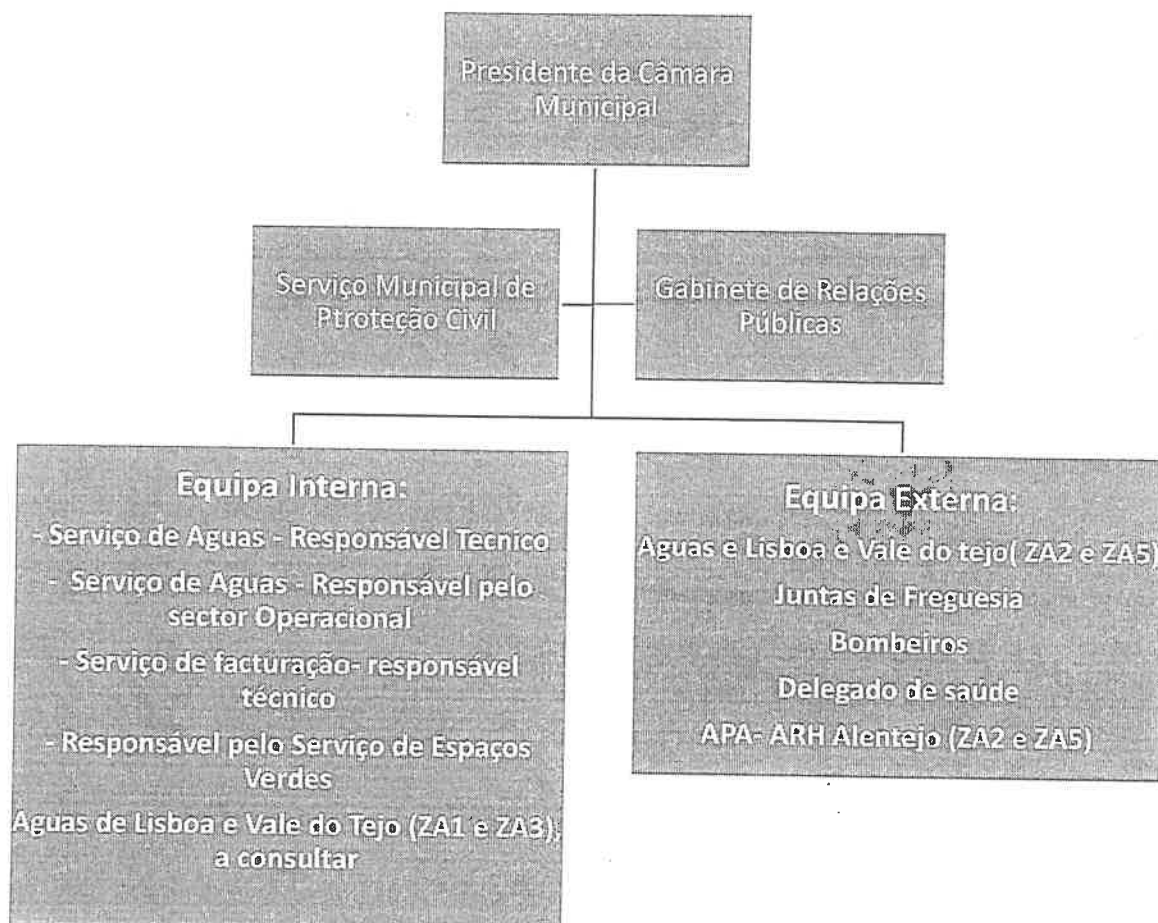 Presidente da Câmara
Municipal
Serviço Municipal de
Ptroteção Civil
Gabinete de Relações
Públicas
Equipa Interna:
- Serviço de Aguas - Responsável Tecnico
- Serviço de Aguas - Responsável pelo
sector Operacional
- Serviço de facturação- responsável
técnico
- Responsável pelo Serviço de Espaços
Verdes
Aguas de Lisboa e Vale do Tejo (ZA1 e ZA3),
a consultar
Equipa Externa:
Aguas e Lisboa e Vale do tejo( ZA2 e ZA5)
Juntas de Freguesia
Bombeiros
Delegado de saúde
APA- ARH Alentejo (ZA2 e ZA5)